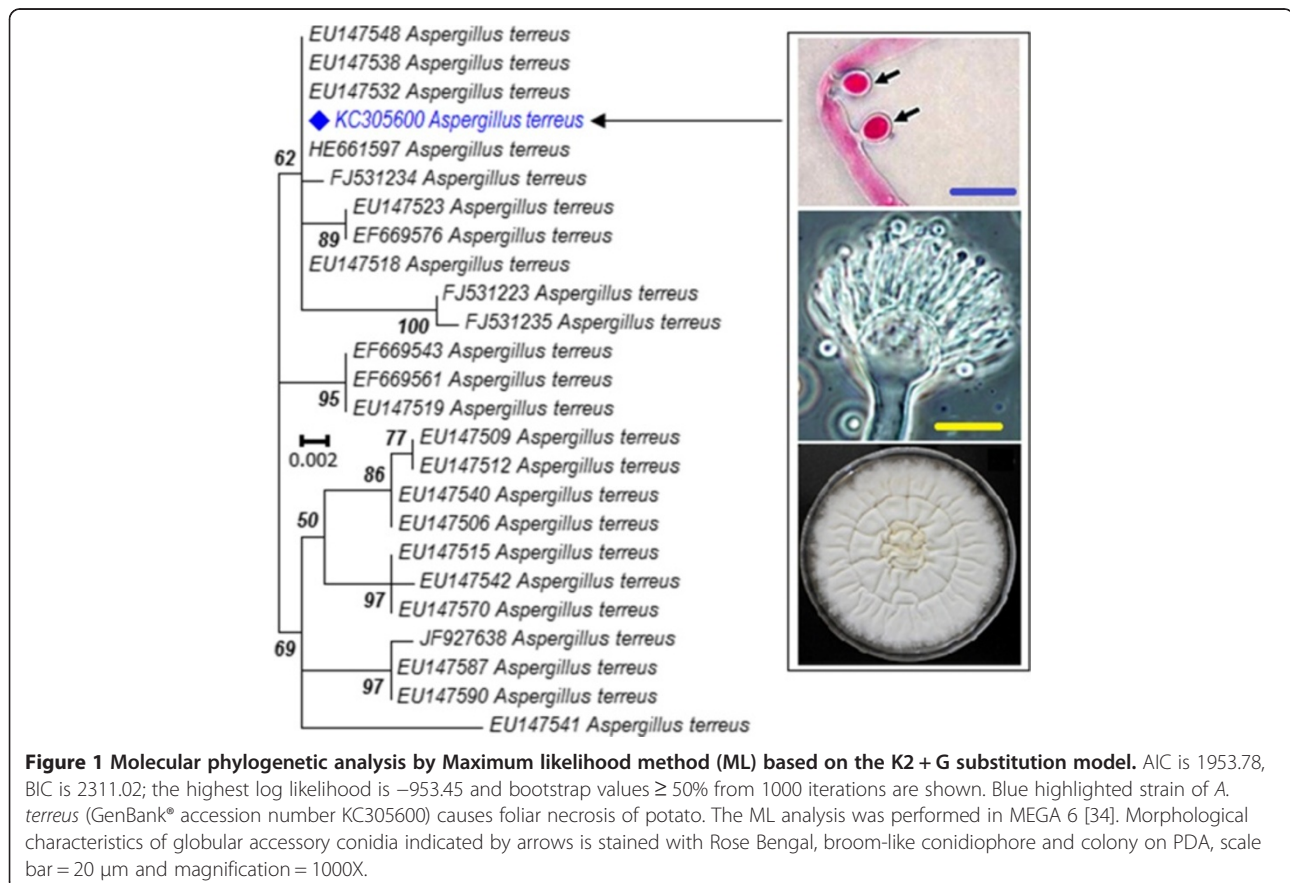 EU147548 Aspergillus terreus
EU147538 Aspergillus terreus
EU147532 Aspergillus terreus
KC305600 Aspergillus terreus
62
HE661597 Aspergillus terreus
FJ531234 Aspergillus terreus
EU147523 Aspergillus terreus
89
EF669576 Aspergillus terreus
EU147518 Aspergillus terreus
FJ531223 Aspergillus terreus
100
FJ531235 Aspergillus terreus
EF669543 Aspergillus terreus
EF669561 Aspergillus terreus
95
EU147519 Aspergillus terreus
0.002
77
EU147509 Aspergillus terreus
EU147512 Aspergillus terreus
86
EU147540 Aspergillus terreus
50
EU147506 Aspergillus terreus
EU147515 Aspergillus terreus
EU147542 Aspergillus terreus
97
EU147570 Aspergillus terreus
69
JF927638 Aspergillus terreus
EU147587 Aspergillus terreus
97
EU147590 Aspergillus terreus
EU147541 Aspergillus terreus
Figure 1 Molecular phylogenetic analysis by Maximum likelihood method (ML) based on the K2 + G substitution model. AIC is 1953.78,
BIC is 2311.02; the highest log likelihood is −953.45 and bootstrap values ≥ 50% from 1000 iterations are shown. Blue highlighted strain of A.
terreus (GenBank® accession number KC305600) causes foliar necrosis of potato. The ML analysis was performed in MEGA 6 [34]. Morphological
characteristics of globular accessory conidia indicated by arrows is stained with Rose Bengal, broom-like conidiophore and colony on PDA, scale
bar = 20 μm and magnification = 1000X.